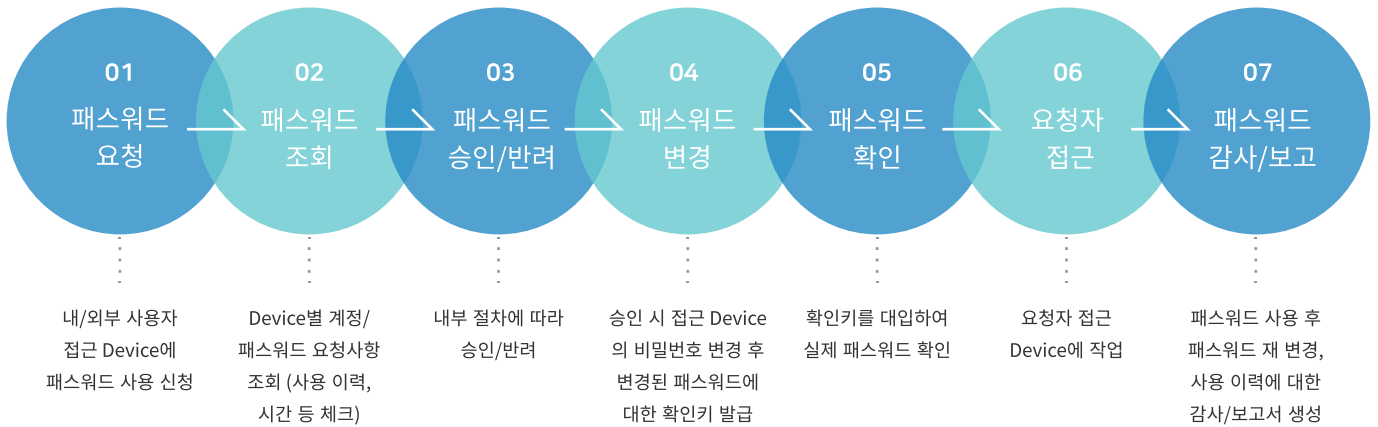 01
패스워드
요청
02
패스워드
조회
03
패스워드
승인/반려
04
패스워드
변경
05
패스워드
확인
06
요청자
접근
07
패스워드
감사/보고
내/외부 사용자
접근 Device에
패스워드 사용 신청
Device별 계정/
패스워드 요청사항
조회 (사용 이력,
시간 등 체크)
내부 절차에 따라
승인/반려
승인 시 접근 Device
의 비밀번호 변경 후
변경된 패스워드에
대한 확인키 발급
확인키를 대입하여
실제 패스워드 확인
요청자 접근
Device에 작업
패스워드 사용 후
패스워드 재 변경,
사용 이력에 대한
감사/보고서 생성